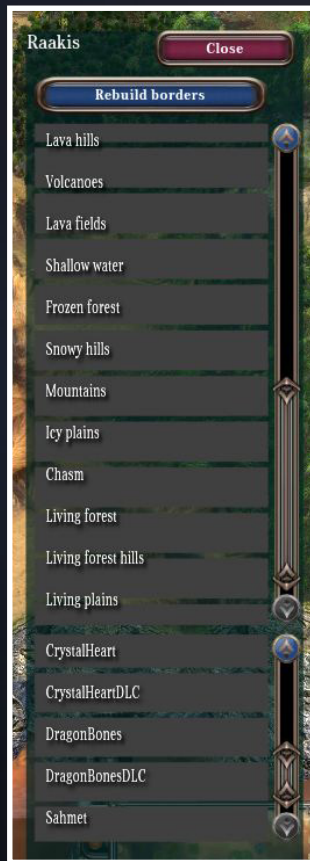 Raakis
Close
Rebuild borders
Lava hills
Volcanoes
Lava fields
Shallow water
Frozen forest
Snowy hills
Mountains
Icy plains
Chasm
Living forest
Living forest hills
Living plains
CrystalHeart
CrystalHeartDLC
DragonBones
DragonBonesDLC
Sahmet